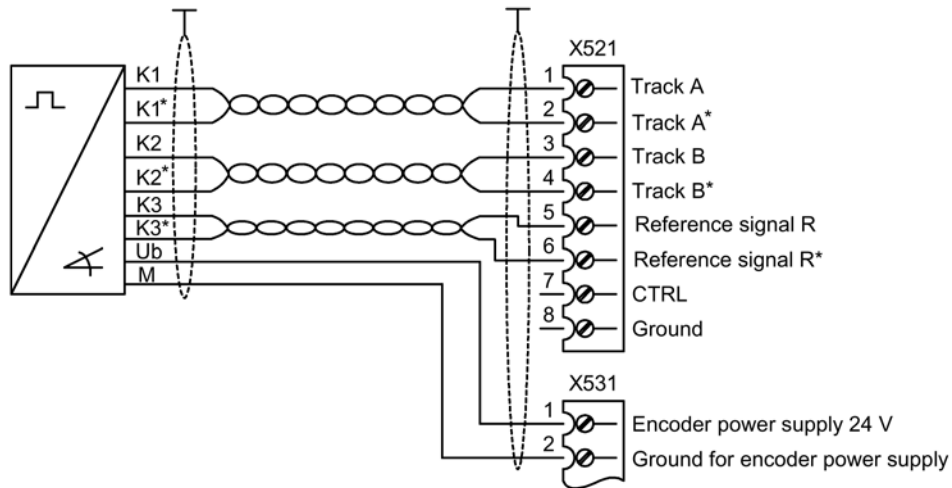 X521
K1
1
Track A
K1*
2
Track A*
K2
3
Track B
K2*
4
Track B*
K3
5
Reference signal R
K3*
6
Reference signal R*
Ub
M
7
CTRL
8
Ground
X531
1
Encoder power supply 24 V
2
Ground for encoder power supply